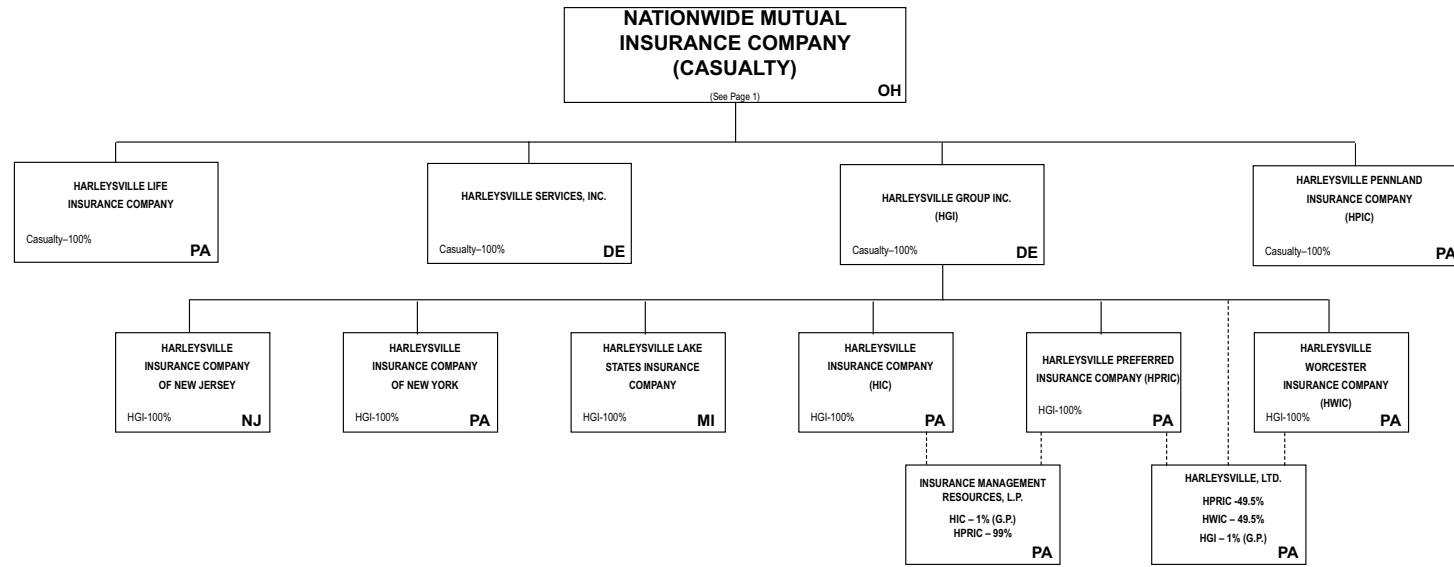 NATIONWIDE MUTUAL
INSURANCE COMPANY
(CASUALTY)
(See Page 1)
OH
HARLEYSVILLE LIFE
INSURANCE COMPANY
Casualty–100%
PA
HARLEYSVILLE SERVICES, INC.
Casualty–100%
DE
HARLEYSVILLE GROUP INC.
(HGI)
Casualty–100%
DE
HARLEYSVILLE PENNLAND
INSURANCE COMPANY
(HPIC)
Casualty–100%
PA
HARLEYSVILLE
INSURANCE COMPANY
OF NEW JERSEY
HGI-100%
NJ
HARLEYSVILLE
INSURANCE COMPANY
OF NEW YORK
HGI-100%
PA
HARLEYSVILLE LAKE
STATES INSURANCE
COMPANY
HGI-100%
MI
HARLEYSVILLE
INSURANCE COMPANY
(HIC)
HGI-100%
PA
HARLEYSVILLE PREFERRED
INSURANCE COMPANY (HPRIC)
HGI-100%
PA
HARLEYSVILLE
WORCESTER
INSURANCE COMPANY
(HWIC)
HGI-100%
PA
INSURANCE MANAGEMENT
RESOURCES, L.P.
HIC – 1% (G.P.)
HPRIC – 99%
PA
HARLEYSVILLE, LTD.
HPRIC -49.5%
HWIC – 49.5%
HGI – 1% (G.P.)
PA